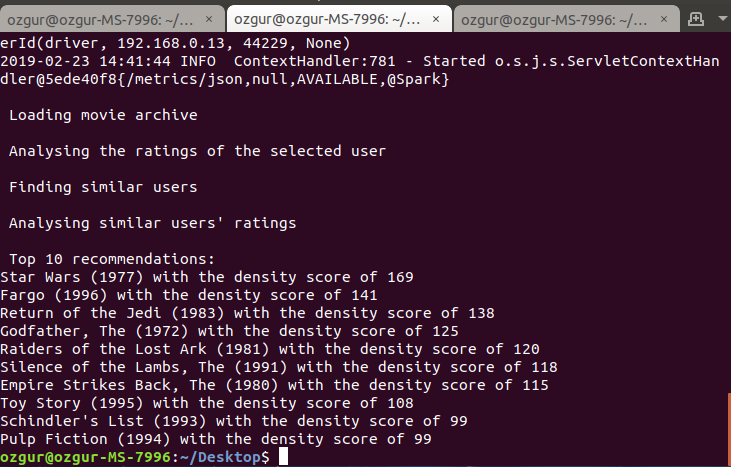 ozgur@ozgur-MS-7996: ~/... × ozgur@ozgur-MS-7996: ~/... × ozgur@ozgur-MS-7996: ~/... ×
erId(driver, 192.168.0.13, 44229, None)
2019-02-23 14:41:44 INFO  ContextHandler:781 - Started o.s.j.s.ServletContextHan
dler@5ede40f8{/metrics/json,null,AVAILABLE,@Spark}
Loading movie archive
Analysing the ratings of the selected user
Finding similar users
Analysing similar users' ratings
Top 10 recommendations:
Star Wars (1977) with the density score of 169
Fargo (1996) with the density score of 141
Return of the Jedi (1983) with the density score of 138
Godfather, The (1972) with the density score of 125
Raiders of the Lost Ark (1981) with the density score of 120
Silence of the Lambs, The (1991) with the density score of 118
Empire Strikes Back, The (1980) with the density score of 115
Toy Story (1995) with the density score of 108
Schindler's List (1993) with the density score of 99
Pulp Fiction (1994) with the density score of 99
ozgur@ozgur-MS-7996:~/Desktop$